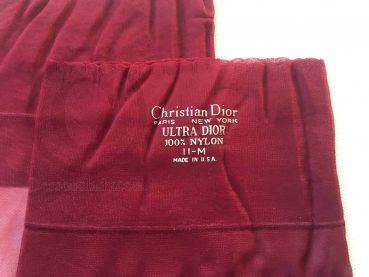 Christian Dior
PARIS NEW YORK
ULTRA DIOR
100% NYLON
11-M
MADE IN U.S.A.